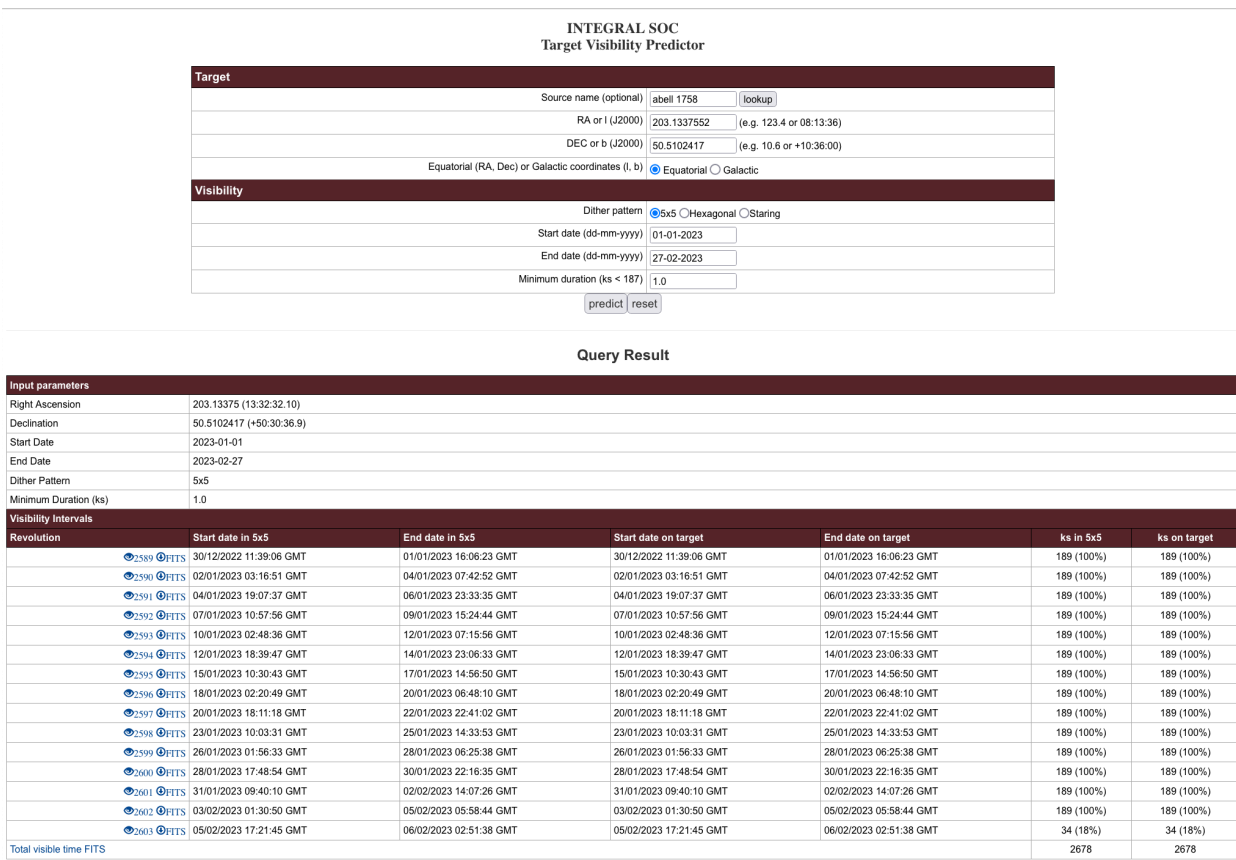 INTEGRAL SOC
Target Visibility Predictor
Target
Source name (optional) abell 1758 lookup
RA or l (J2000) 203.1337552 (e.g. 123.4 or 08:13:36)
DEC or b (J2000) 50.5102417 (e.g. 10.6 or +10:36:00)
Equatorial (RA, Dec) or Galactic coordinates (l, b) Equatorial Galactic
Visibility
Dither pattern 5x5 Hexagonal Staring
Start date (dd-mm-yyyy) 01-01-2023
End date (dd-mm-yyyy) 27-02-2023
Minimum duration (ks < 187) 1.0
predict reset
Query Result
Input parameters
Right Ascension 203.13375 (13:32:32.10)
Declination 50.5102417 (+50:30:36.9)
Start Date 2023-01-01
End Date 2023-02-27
Dither Pattern 5x5
Minimum Duration (ks) 1.0
Visibility Intervals
Revolution Start date in 5x5 End date in 5x5 Start date on target End date on target ks in 5x5 ks on target
2589 FITS 30/12/2022 11:39:06 GMT 01/01/2023 16:06:23 GMT 30/12/2022 11:39:06 GMT 01/01/2023 16:06:23 GMT 189 (100%) 189 (100%)
2590 FITS 02/01/2023 03:16:51 GMT 04/01/2023 07:42:52 GMT 02/01/2023 03:16:51 GMT 04/01/2023 07:42:52 GMT 189 (100%) 189 (100%)
2591 FITS 04/01/2023 19:07:37 GMT 06/01/2023 23:33:35 GMT 04/01/2023 19:07:37 GMT 06/01/2023 23:33:35 GMT 189 (100%) 189 (100%)
2592 FITS 07/01/2023 10:57:56 GMT 09/01/2023 15:24:44 GMT 07/01/2023 10:57:56 GMT 09/01/2023 15:24:44 GMT 189 (100%) 189 (100%)
2593 FITS 10/01/2023 02:48:36 GMT 12/01/2023 07:15:56 GMT 10/01/2023 02:48:36 GMT 12/01/2023 07:15:56 GMT 189 (100%) 189 (100%)
2594 FITS 12/01/2023 18:39:47 GMT 14/01/2023 23:06:33 GMT 12/01/2023 18:39:47 GMT 14/01/2023 23:06:33 GMT 189 (100%) 189 (100%)
2595 FITS 15/01/2023 10:30:43 GMT 17/01/2023 14:56:50 GMT 15/01/2023 10:30:43 GMT 17/01/2023 14:56:50 GMT 189 (100%) 189 (100%)
2596 FITS 18/01/2023 02:20:49 GMT 20/01/2023 06:48:10 GMT 18/01/2023 02:20:49 GMT 20/01/2023 06:48:10 GMT 189 (100%) 189 (100%)
2597 FITS 20/01/2023 18:11:18 GMT 22/01/2023 22:41:02 GMT 20/01/2023 18:11:18 GMT 22/01/2023 22:41:02 GMT 189 (100%) 189 (100%)
2598 FITS 23/01/2023 10:03:31 GMT 25/01/2023 14:33:53 GMT 23/01/2023 10:03:31 GMT 25/01/2023 14:33:53 GMT 189 (100%) 189 (100%)
2599 FITS 26/01/2023 01:56:33 GMT 28/01/2023 06:25:38 GMT 26/01/2023 01:56:33 GMT 28/01/2023 06:25:38 GMT 189 (100%) 189 (100%)
2600 FITS 28/01/2023 17:48:54 GMT 30/01/2023 22:16:35 GMT 28/01/2023 17:48:54 GMT 30/01/2023 22:16:35 GMT 189 (100%) 189 (100%)
2601 FITS 31/01/2023 09:40:10 GMT 02/02/2023 14:07:26 GMT 31/01/2023 09:40:10 GMT 02/02/2023 14:07:26 GMT 189 (100%) 189 (100%)
2602 FITS 03/02/2023 01:30:50 GMT 05/02/2023 05:58:44 GMT 03/02/2023 01:30:50 GMT 05/02/2023 05:58:44 GMT 189 (100%) 189 (100%)
2603 FITS 05/02/2023 17:21:45 GMT 06/02/2023 02:51:38 GMT 05/02/2023 17:21:45 GMT 06/02/2023 02:51:38 GMT 34 (18%) 34 (18%)
Total visible time FITS 2678 2678